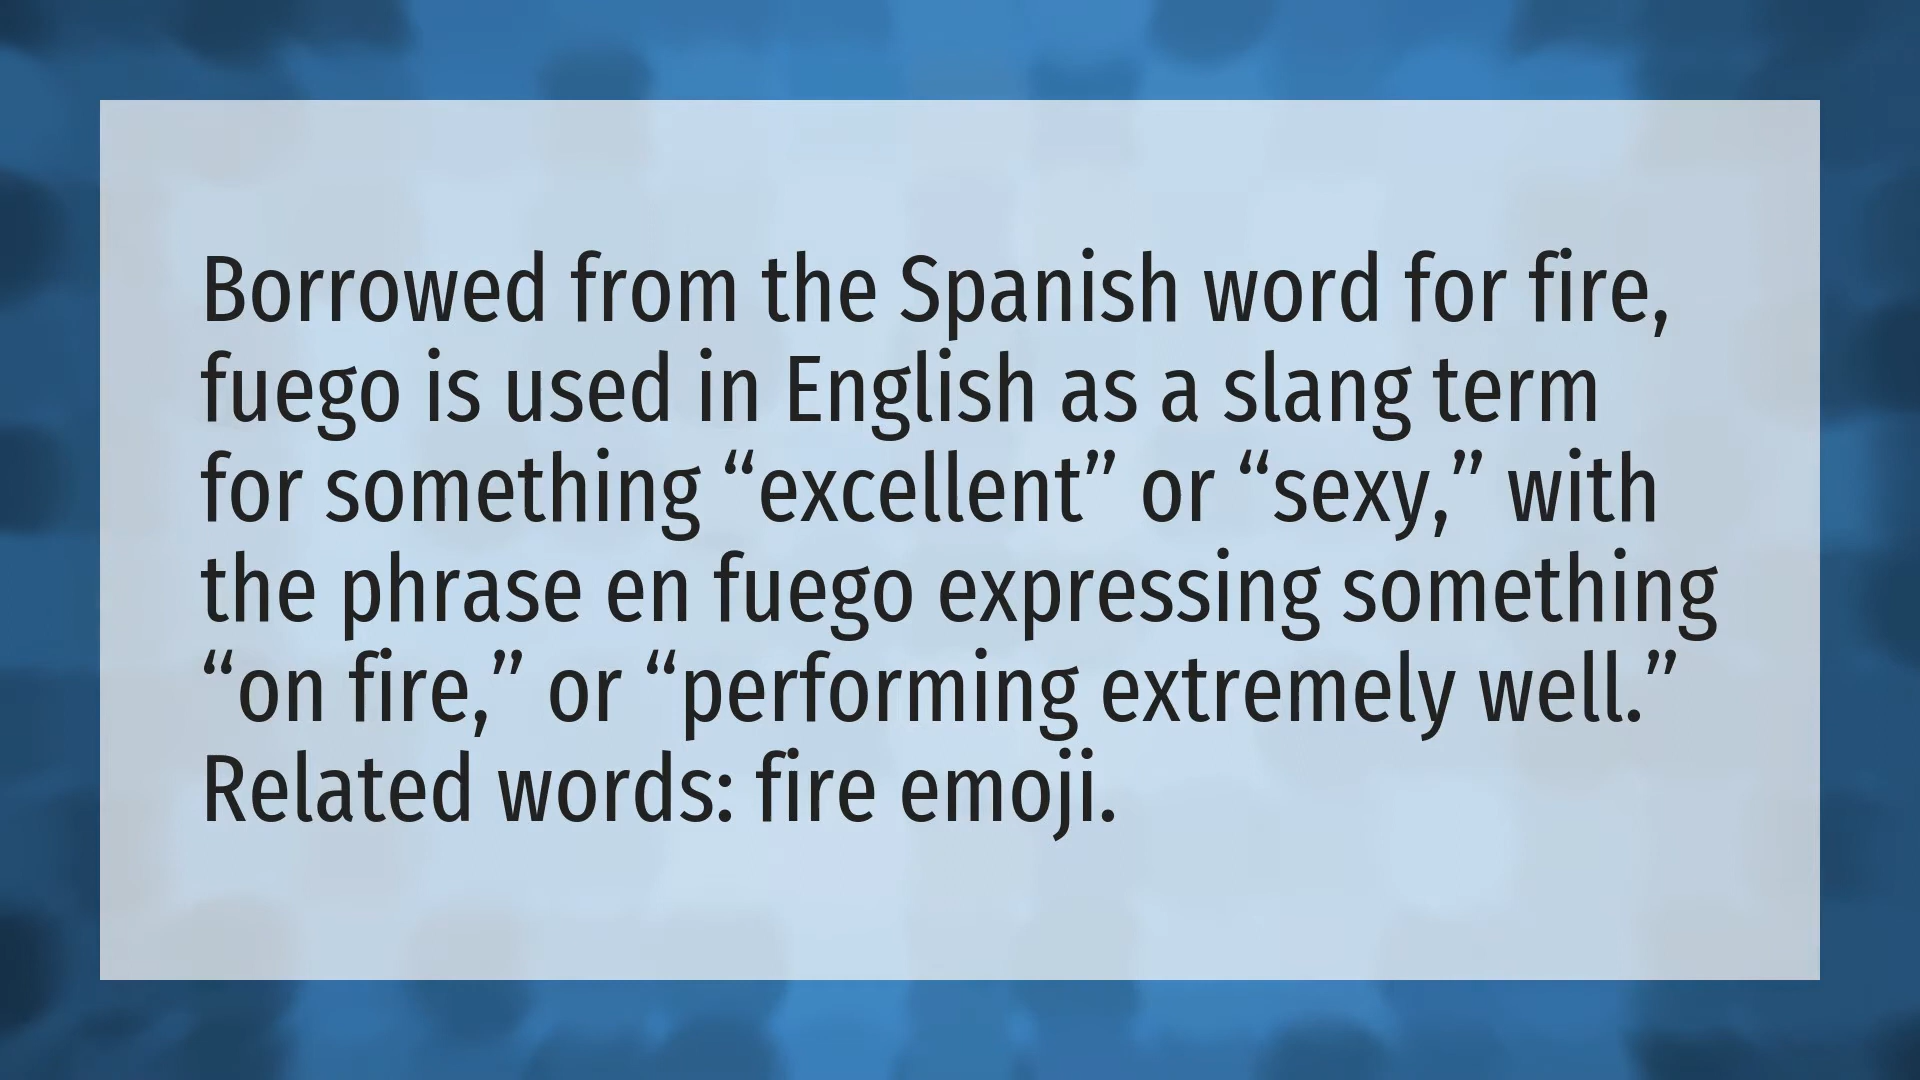 Borrowed from the Spanish word for fire,
fuego is used in English as a slang term
for something “excellent” or “sexy,” with
the phrase en fuego expressing something
“on fire,” or “performing extremely well.”
Related words: fire emoji.